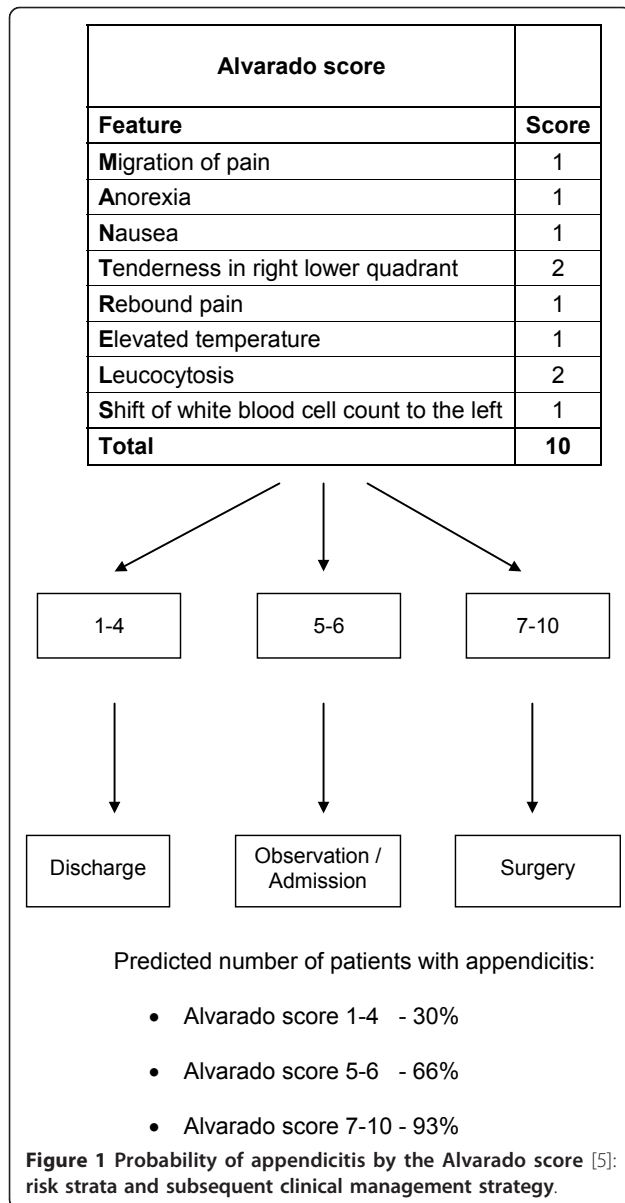 Alvarado score
Feature Score
Migration of pain 1
Anorexia 1
Nausea 1
Tenderness in right lower quadrant 2
Rebound pain 1
Elevated temperature 1
Leucocytosis 2
Shift of white blood cell count to the left 1
Total 10
1-4 5-6 7-10
Discharge Observation / Surgery
Admission
Predicted number of patients with appendicitis:
• Alvarado score 1-4 - 30%
• Alvarado score 5-6 - 66%
• Alvarado score 7-10 - 93%
Figure 1 Probability of appendicitis by the Alvarado score [5]:
risk strata and subsequent clinical management strategy.